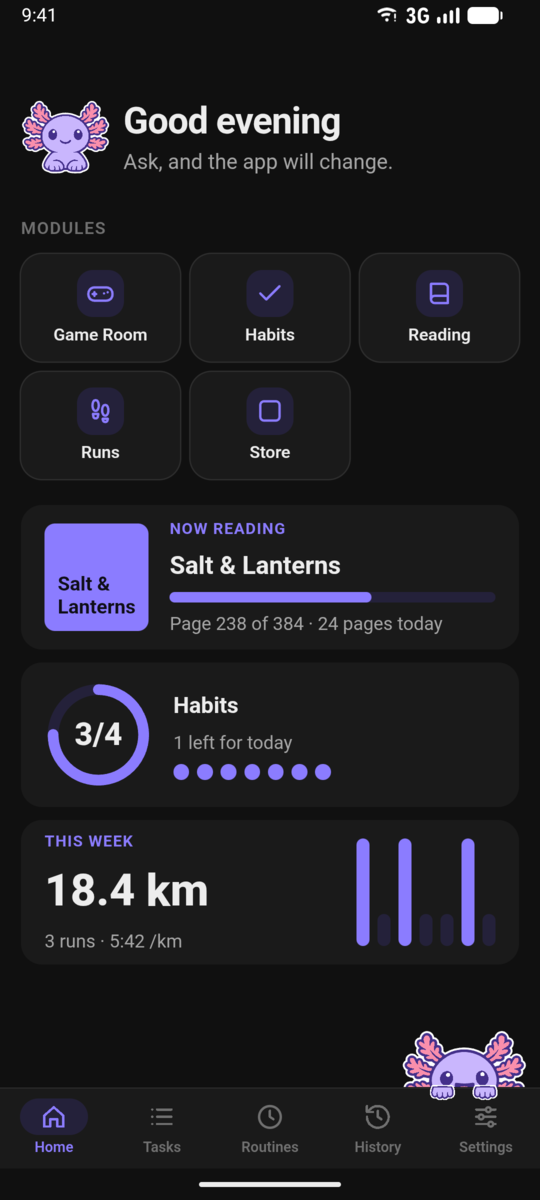 9:41
3G
Good evening
Ask, and the app will change.
MODULES
Game Room
Habits
Reading
Runs
Store
Salt &
Lanterns
NOW READING
Salt & Lanterns
Page 238 of 384 · 24 pages today
3/4
Habits
1 left for today
THIS WEEK
18.4 km
3 runs · 5:42 /km
Home
Tasks
Routines
History
Settings